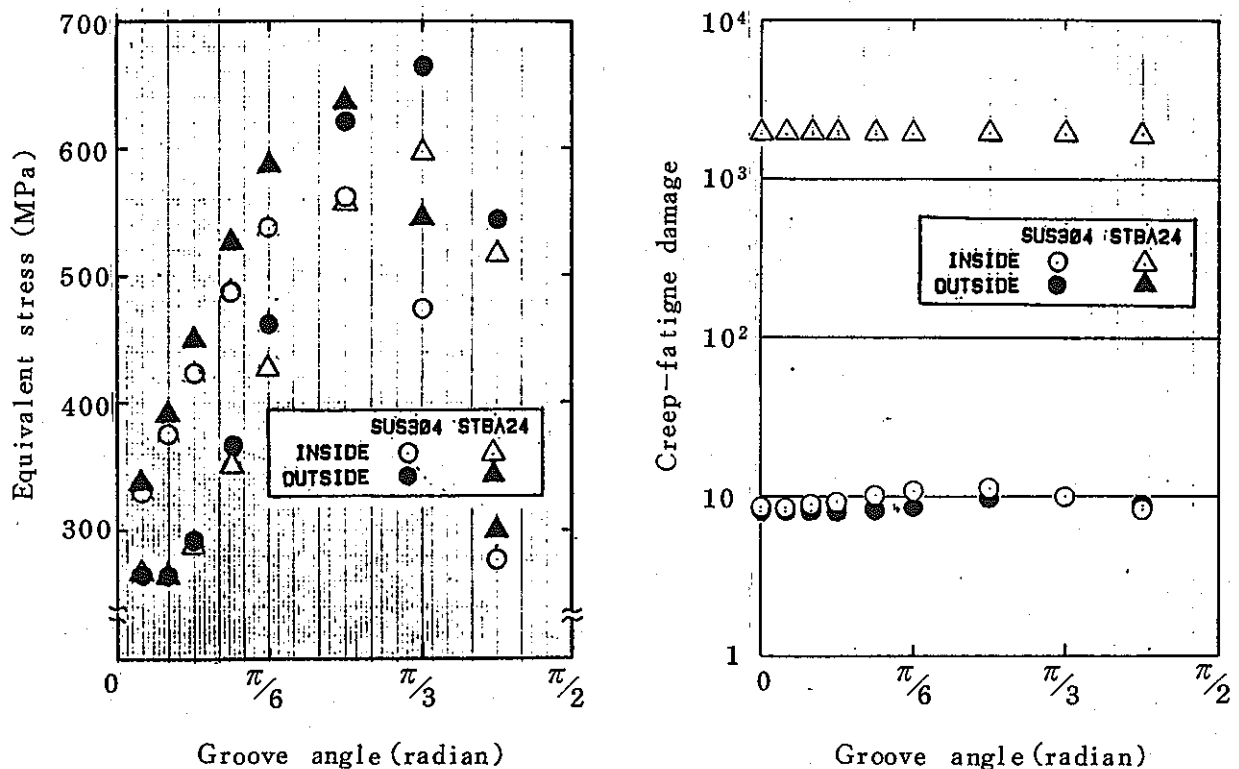 700
600
500
400
300
Equivalent stress (MPa)
SUS304 STBA24
INSIDE
OUTSIDE
0
π/6
π/3
π/2
Groove angle (radian)
10⁴
10³
10²
10
1
Creep-fatigne damage
SUS304 STBA24
INSIDE
OUTSIDE
0
π/6
π/3
π/2
Groove angle (radian)